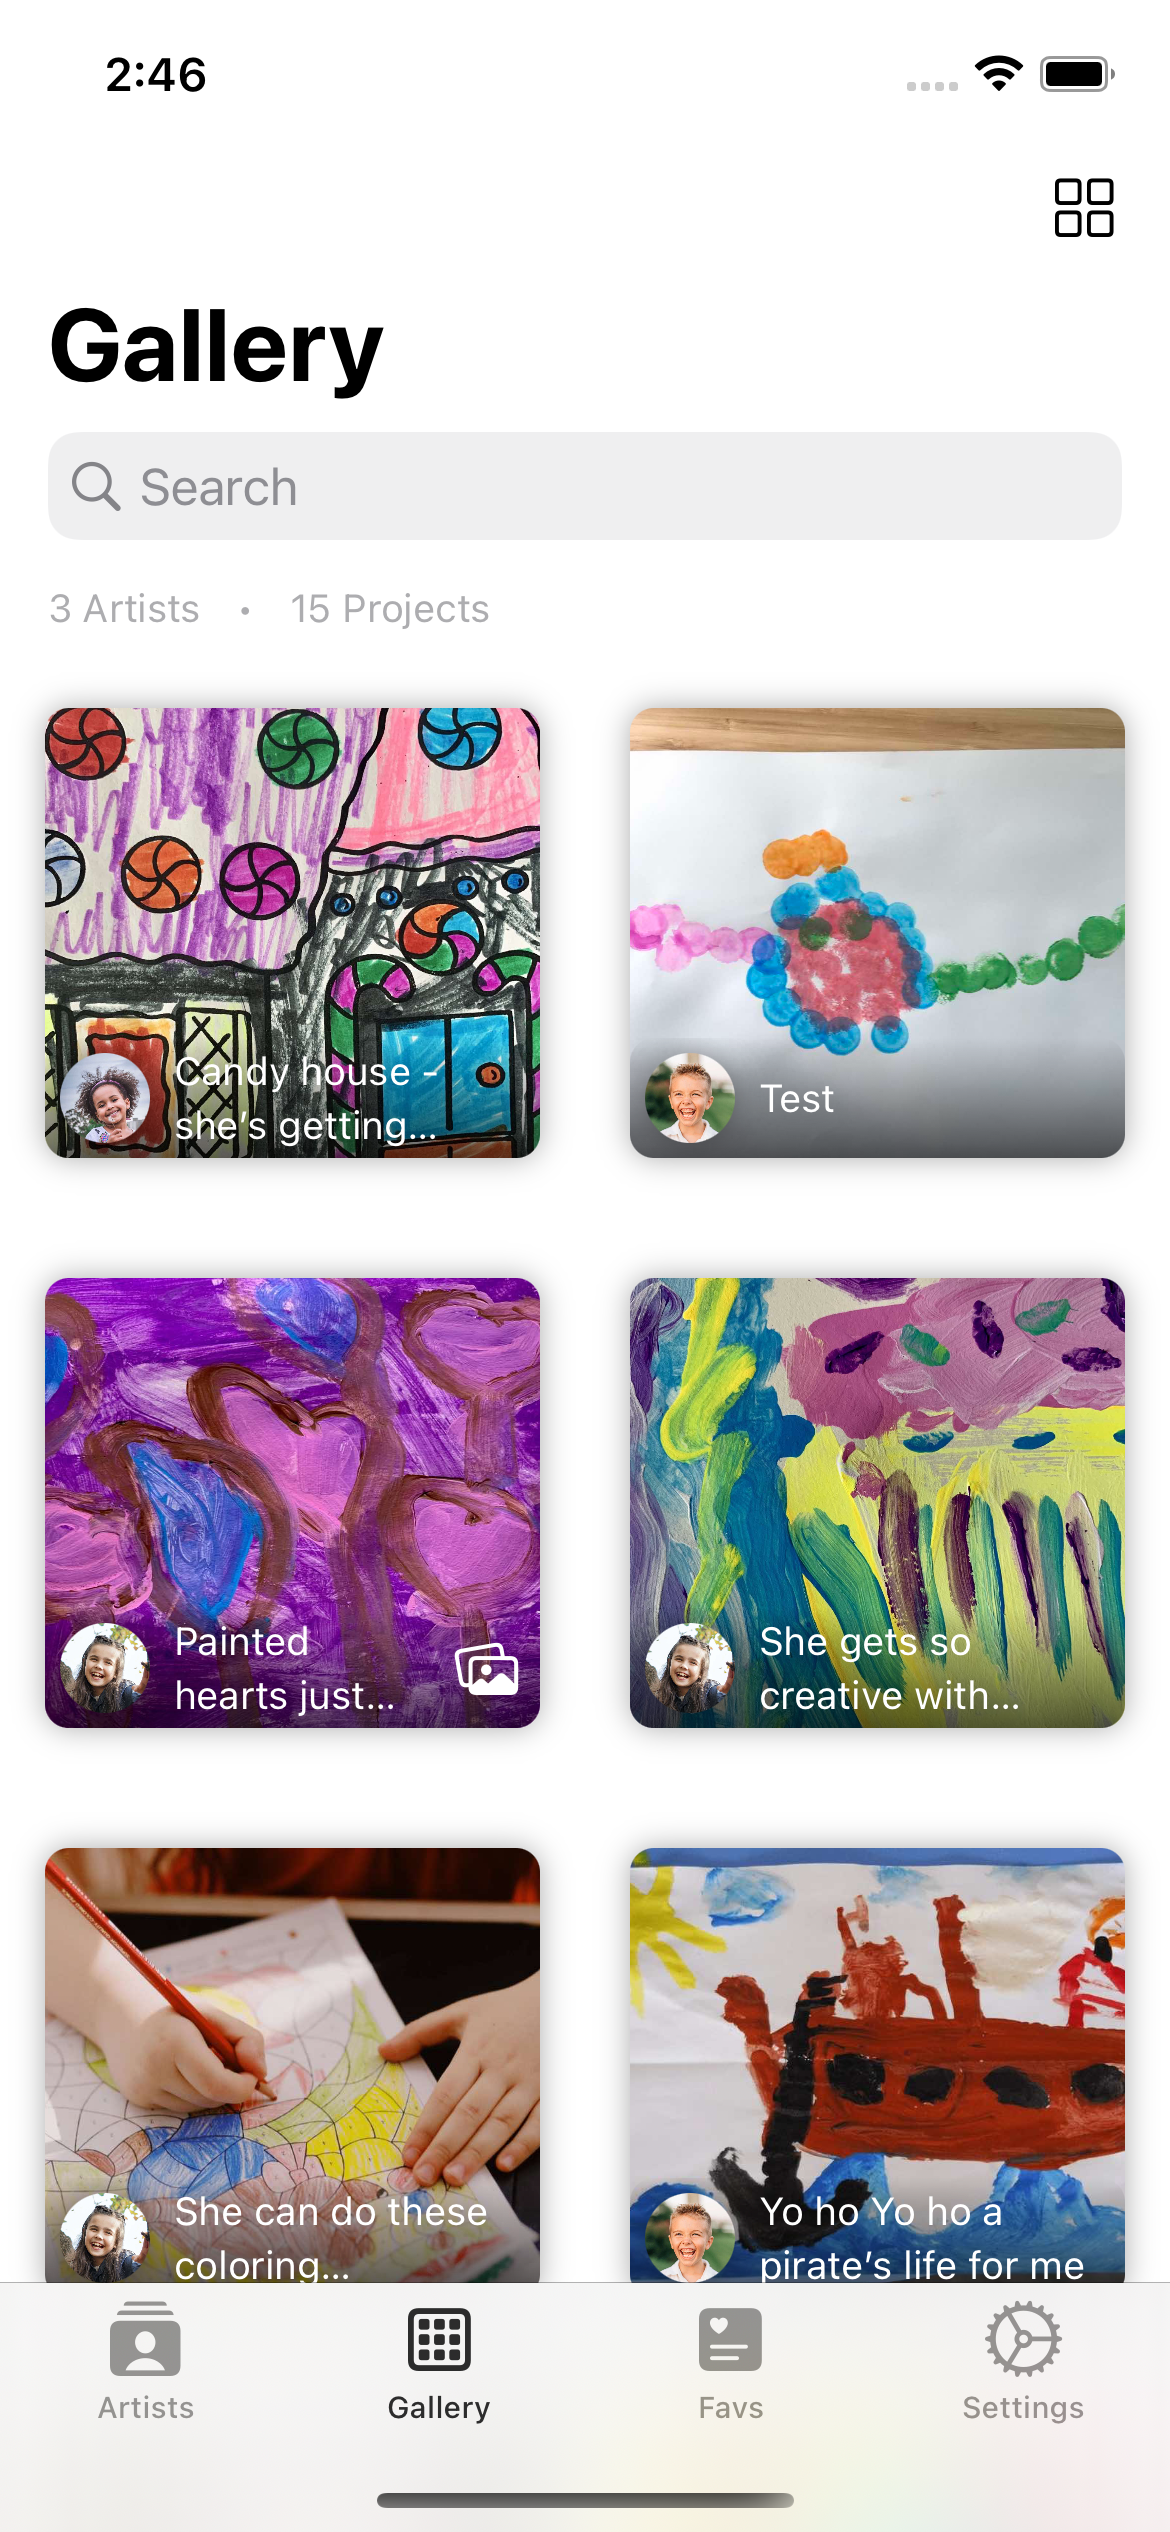 2:46
Gallery
Search
3 Artists • 15 Projects
Candy house -
she's getting...
Test
Painted
hearts just...
She gets so
creative with...
She can do these
coloring...
Yo ho Yo ho a
pirate's life for me
Artists
Gallery
Favs
Settings